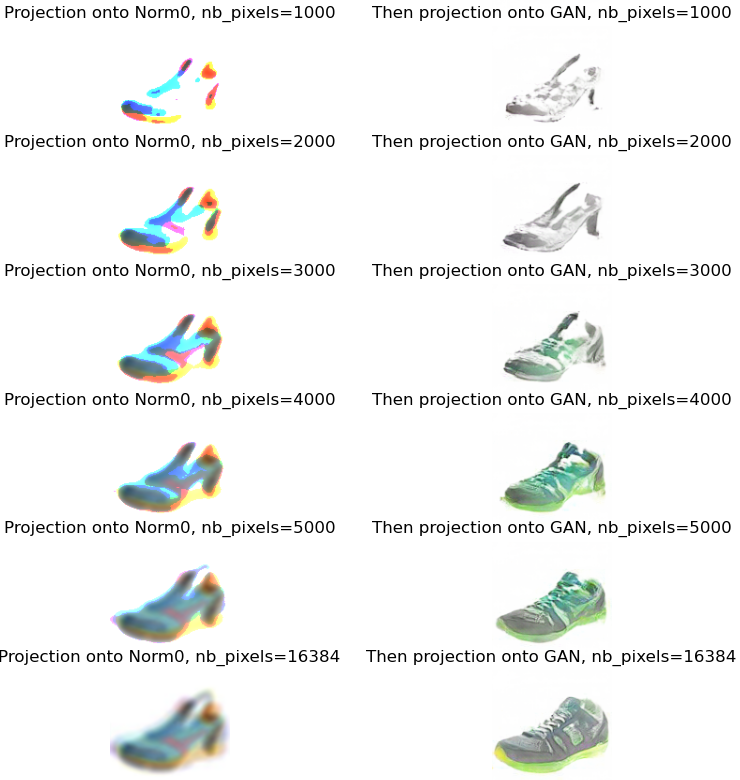 Projection onto Norm0, nb_pixels=1000
Then projection onto GAN, nb_pixels=1000
Projection onto Norm0, nb_pixels=2000
Then projection onto GAN, nb_pixels=2000
Projection onto Norm0, nb_pixels=3000
Then projection onto GAN, nb_pixels=3000
Projection onto Norm0, nb_pixels=4000
Then projection onto GAN, nb_pixels=4000
Projection onto Norm0, nb_pixels=5000
Then projection onto GAN, nb_pixels=5000
Projection onto Norm0, nb_pixels=16384
Then projection onto GAN, nb_pixels=16384